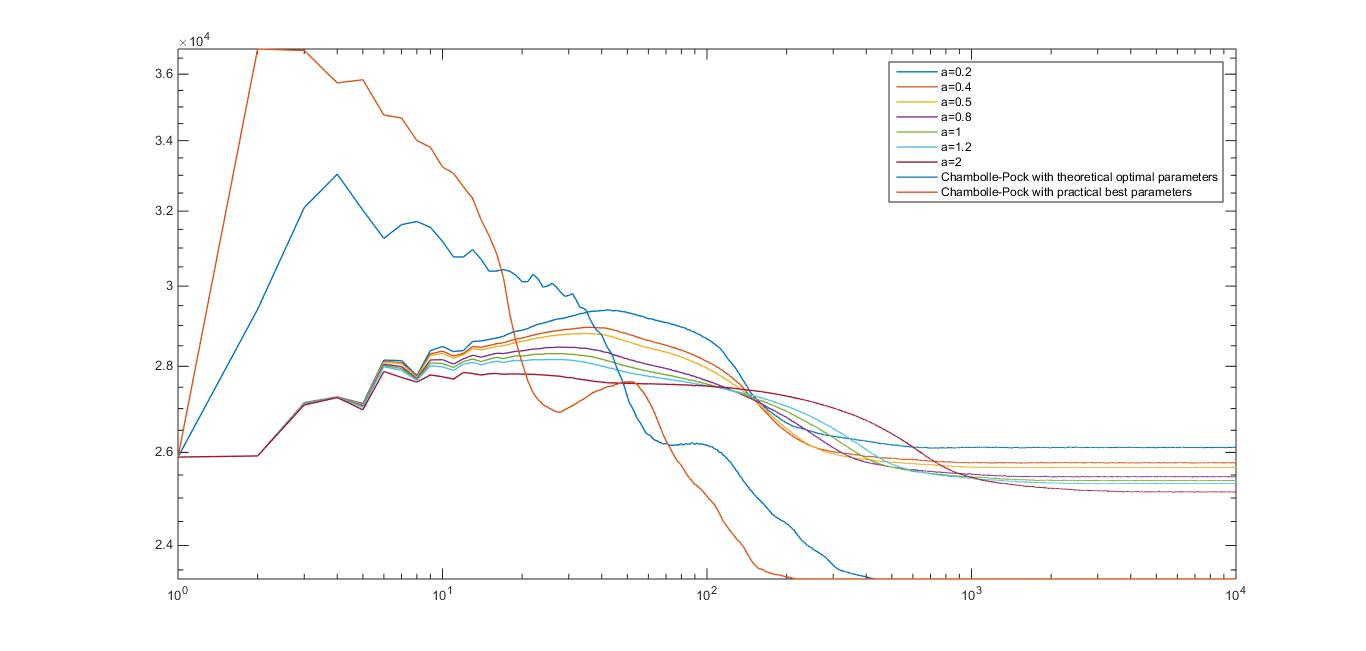 ×10^4
3.6
3.4
3.2
3
2.8
2.6
2.4
10^0
10^1
10^2
10^3
10^4
a=0.2
a=0.4
a=0.5
a=0.8
a=1
a=1.2
a=2
Chambolle-Pock with theoretical optimal parameters
Chambolle-Pock with practical best parameters